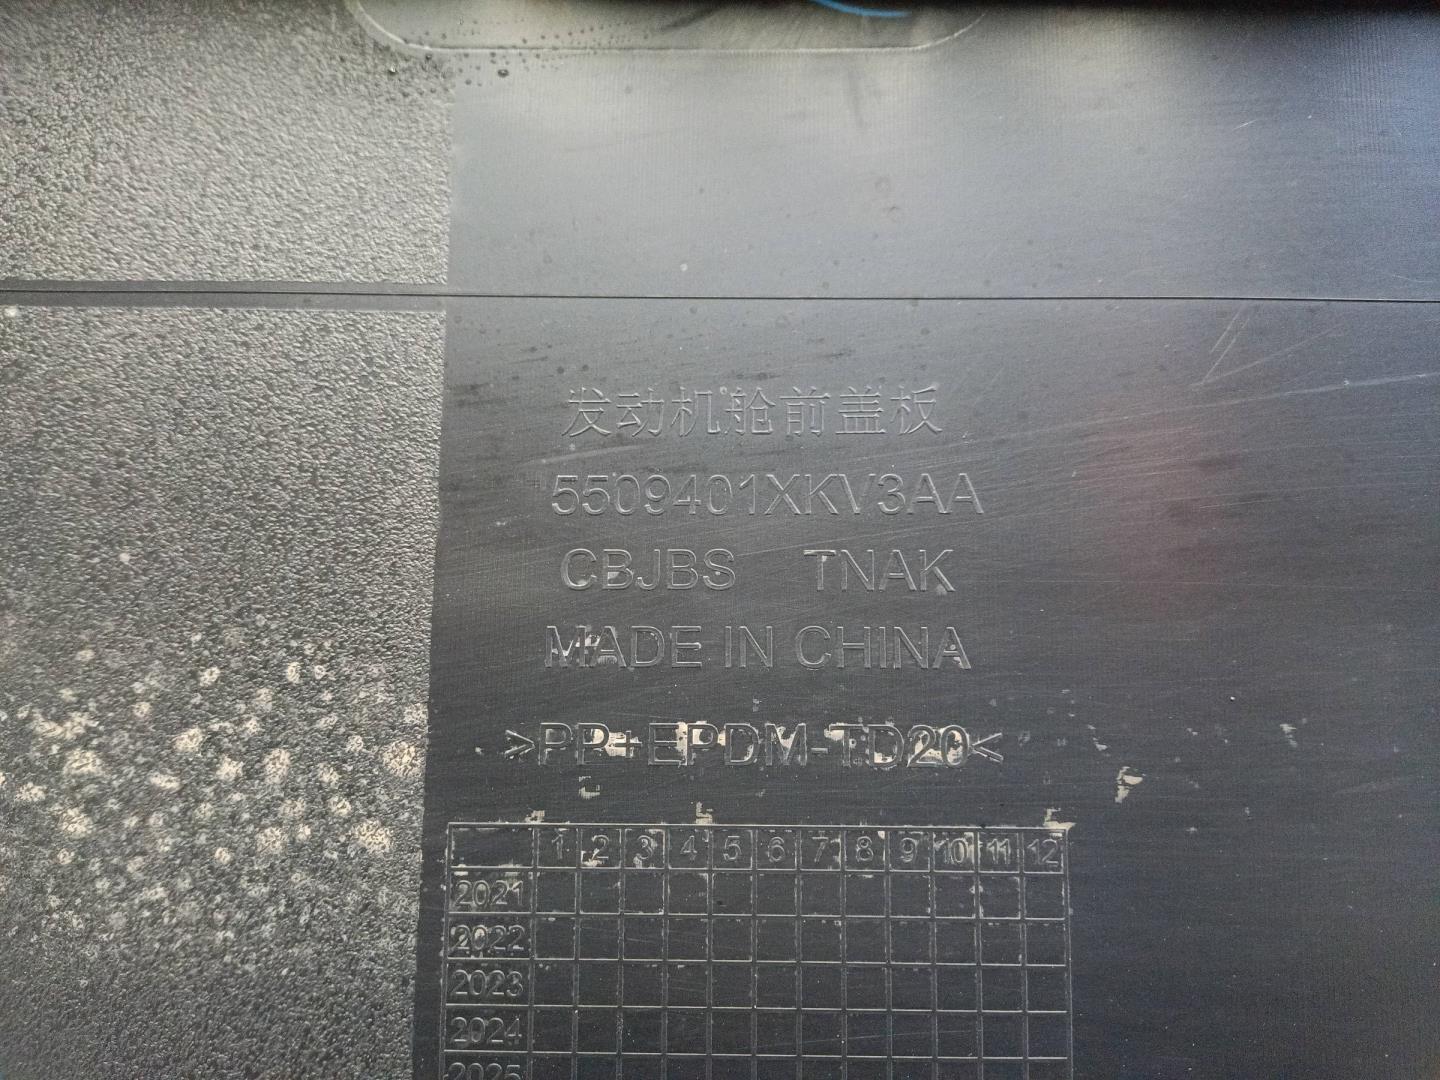 发动机舱前盖板
5509401XKV3AA
CBJBS TNAK
MADE IN CHINA
>PP+EPDM-TD20<
1 2 3 4 5 6 7 8 9 10 11 12
2021
2022
2023
2024
2025